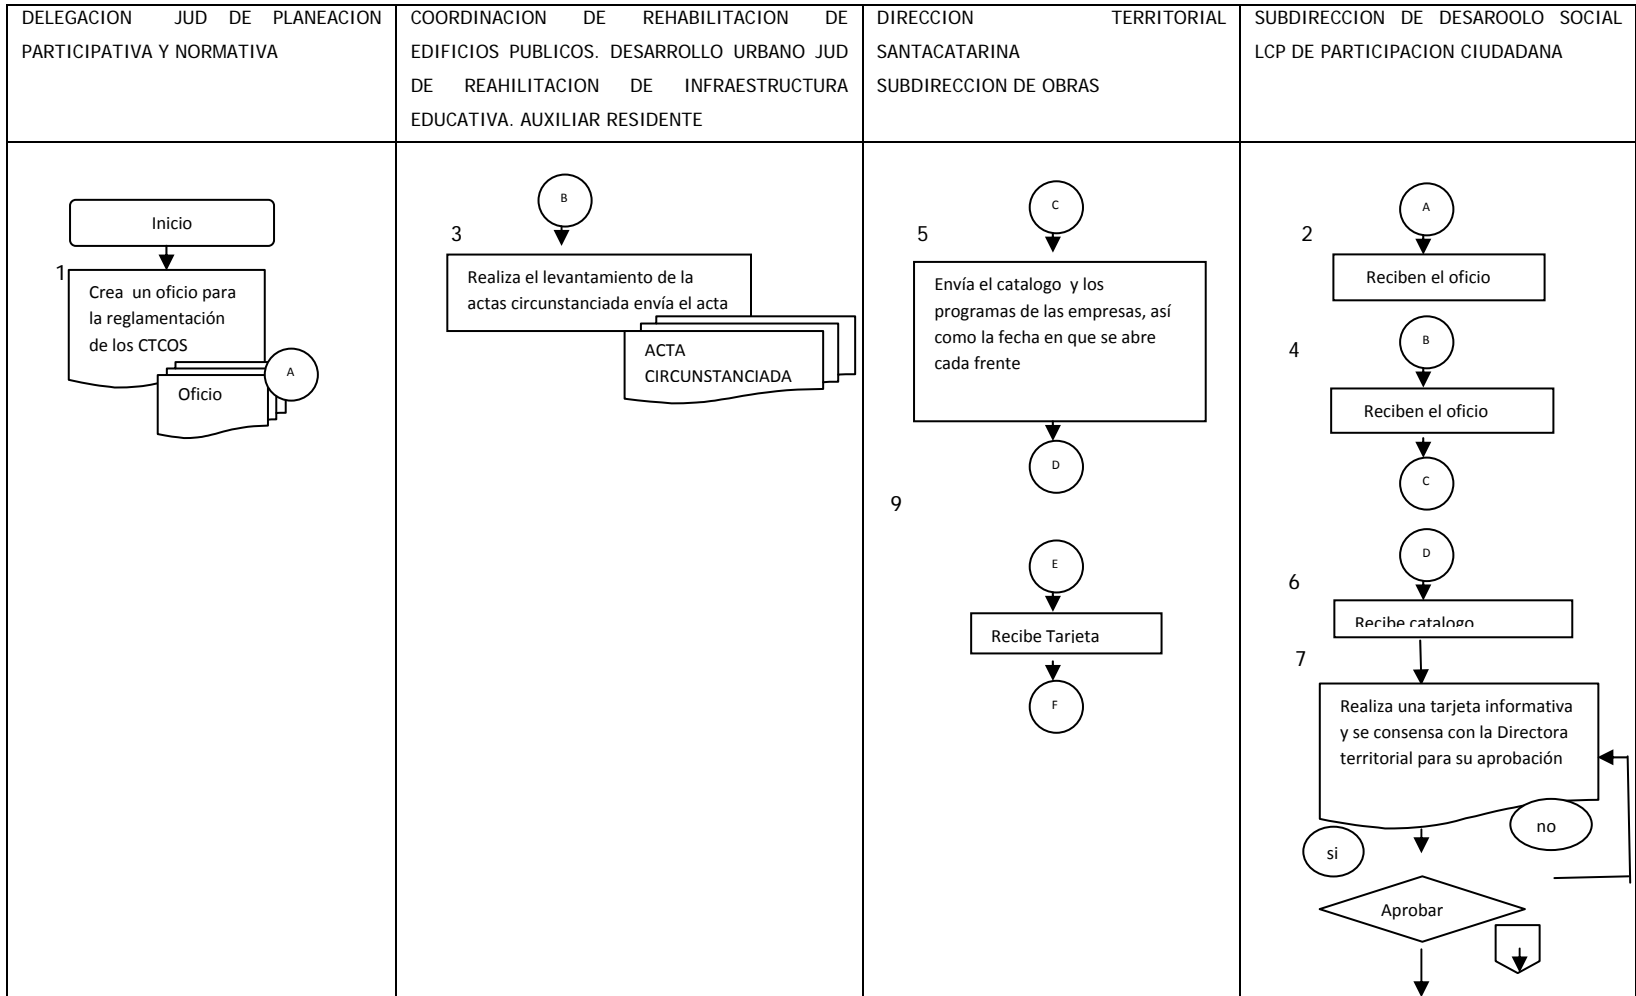 DELEGACION JUD DE PLANEACION
PARTICIPATIVA Y NORMATIVA
COORDINACION DE REHABILITACION DE
EDIFICIOS PUBLICOS. DESARROLLO URBANO JUD
DE REAHILITACION DE INFRAESTRUCTURA
EDUCATIVA. AUXILIAR RESIDENTE
DIRECCION TERRITORIAL
SANTACATARINA
SUBDIRECCION DE OBRAS
SUBDIRECCION DE DESAROOLO SOCIAL
LCP DE PARTICIPACION CIUDADANA
Inicio
1
Crea un oficio para
la reglamentación
de los CTCOS
A
Oficio
B
3
Realiza el levantamiento de la
actas circunstanciada envía el acta
ACTA
CIRCUNSTANCIADA
C
5
Envía el catalogo y los
programas de las empresas, así
como la fecha en que se abre
cada frente
D
9
E
Recibe Tarjeta
F
A
2
Reciben el oficio
B
4
Reciben el oficio
C
D
6
Recibe catalogo
7
Realiza una tarjeta informativa
y se consensa con la Directora
territorial para su aprobación
no
si
Aprobar